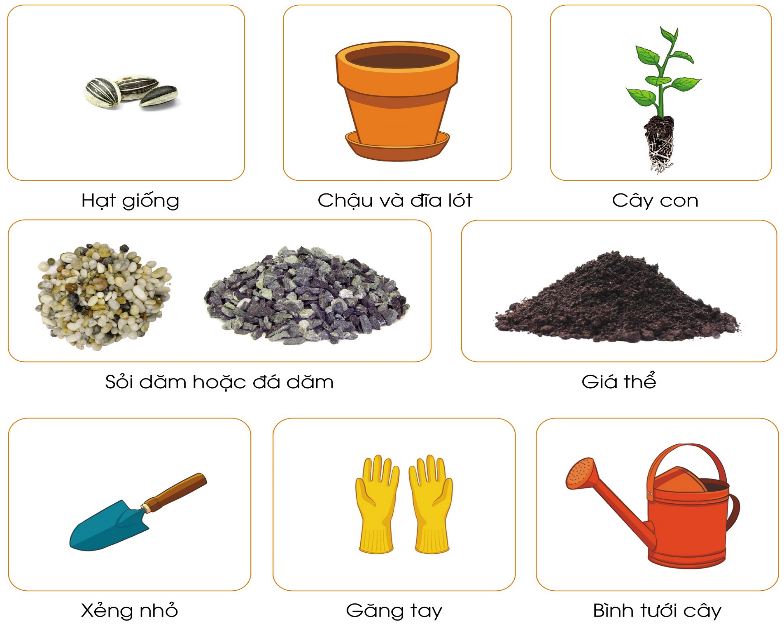 Hạt giống
Chậu và đĩa lót
Cây con
Sỏi dăm hoặc đá dăm
Giá thể
Xẻng nhỏ
Găng tay
Bình tưới cây